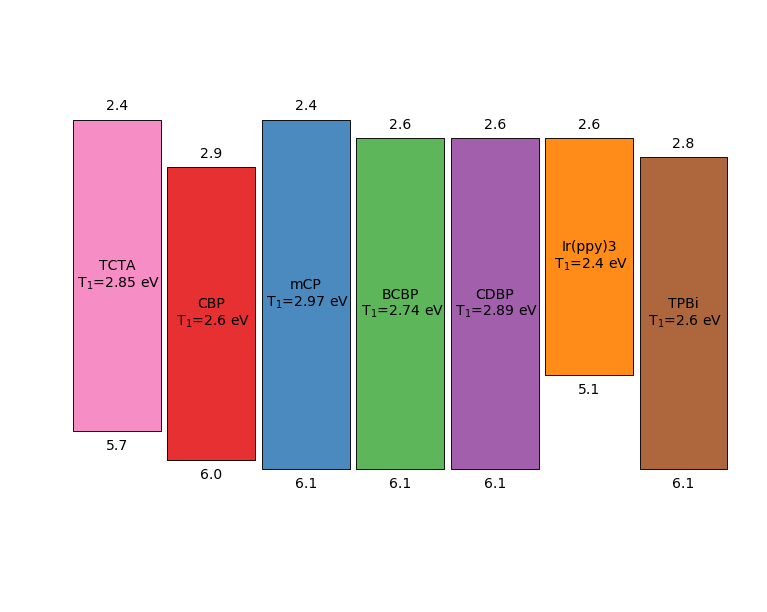 2.4
2.9
2.4
2.6
2.6
2.6
2.8
TCTA
T₁=2.85 eV
CBP
T₁=2.6 eV
mCP
T₁=2.97 eV
BCBP
T₁=2.74 eV
CDBP
T₁=2.89 eV
Ir(ppy)3
T₁=2.4 eV
TPBi
T₁=2.6 eV
5.7
6.0
6.1
6.1
6.1
5.1
6.1